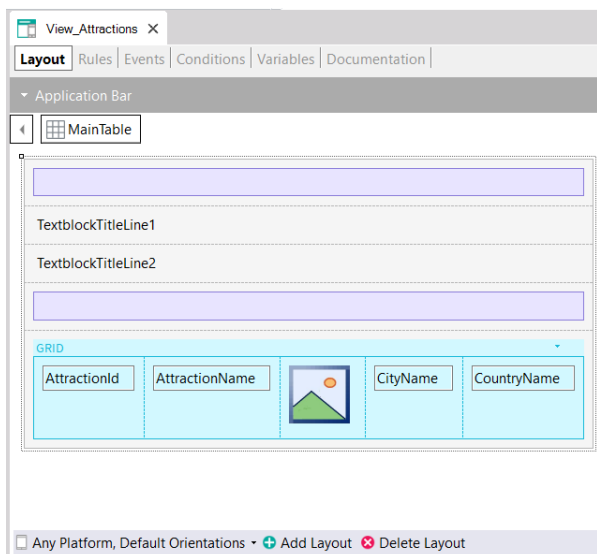 View_Attractions
Layout Rules Events Conditions Variables Documentation
Application Bar
MainTable
TextblockTitleLine1
TextblockTitleLine2
GRID
AttractionId AttractionName CityName CountryName
Any Platform, Default Orientations Add Layout Delete Layout